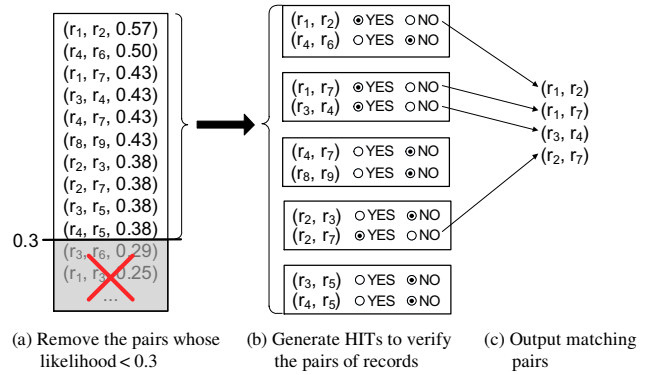 (r1, r2, 0.57)
(r4, r6, 0.50)
(r1, r7, 0.43)
(r3, r4, 0.43)
(r4, r7, 0.43)
(r8, r9, 0.43)
(r2, r3, 0.38)
(r2, r7, 0.38)
(r3, r5, 0.38)
(r4, r5, 0.38)
0.3
(r3, r6, 0.29)
(r1, r3, 0.25)
...
(a) Remove the pairs whose
likelihood < 0.3
(r1, r2) YES NO
(r4, r6) YES NO
(r1, r7) YES NO
(r3, r4) YES NO
(r4, r7) YES NO
(r8, r9) YES NO
(r2, r3) YES NO
(r2, r7) YES NO
(r3, r5) YES NO
(r4, r5) YES NO
(b) Generate HITs to verify
the pairs of records
(r1, r2)
(r1, r7)
(r3, r4)
(r2, r7)
(c) Output matching
pairs